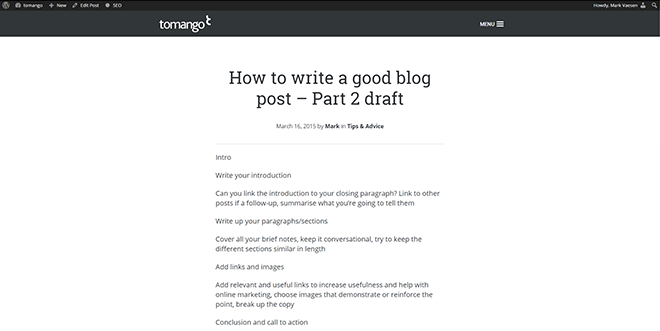 tomango New Edit Post SEO Howdy, Mark Vaesen
tomango t MENU
How to write a good blog
post – Part 2 draft
March 16, 2015 by Mark in Tips & Advice
Intro
Write your introduction
Can you link the introduction to your closing paragraph? Link to other
posts if a follow-up, summarise what you're going to tell them
Write up your paragraphs/sections
Cover all your brief notes, keep it conversational, try to keep the
different sections similar in length
Add links and images
Add relevant and useful links to increase usefulness and help with
online marketing, choose images that demonstrate or reinforce the
point, break up the copy
Conclusion and call to action